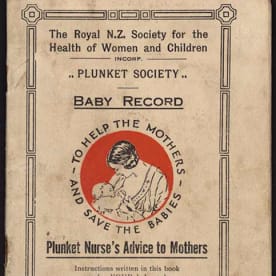 The Royal N.Z. Society for the
Health of Women and Children
INCORP.
„ PLUNKET SOCIETY „
BABY RECORD
TO HELP THE MOTHERS
AND SAVE THE BABIES
Plunket Nurse's Advice to Mothers
Instructions written in this book